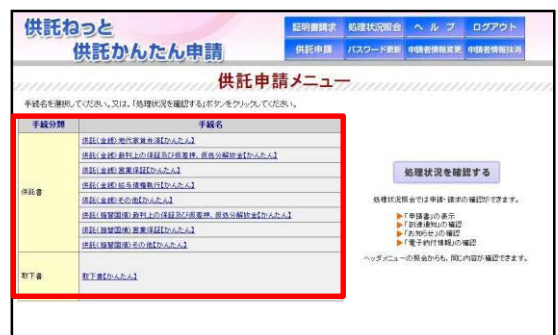 供託ねっと
供託かんたん申請
証明書請求 処理状況照会 ヘルプ ログアウト
供託申請 パスワード更新 申請者情報変更 申請者情報抹消
供託申請メニュー
手続名を選択してください。又は、「処理状況を確認する」ボタンをクリックしてください。
手続分類 手続名
供託書
供託(金銭)地代家賃弁済【かんたん】
供託(金銭)裁判上の保証及び仮差押、仮処分解放金【かんたん】
供託(金銭)営業保証【かんたん】
供託(金銭)給与債権執行【かんたん】
供託(金銭)その他【かんたん】
供託(振替国債)裁判上の保証及び仮差押、仮処分解放金【かんたん】
供託(振替国債)営業保証【かんたん】
供託(振替国債)その他【かんたん】
取下書 取下書【かんたん】
処理状況を確認する
処理状況照会では申請・請求の確認ができます。
▶「申請書」の表示
▶「到達通知」の確認
▶「お知らせ」の確認
▶「電子納付情報」の確認
ヘッダメニューの照会からも、同じ内容が確認できます。